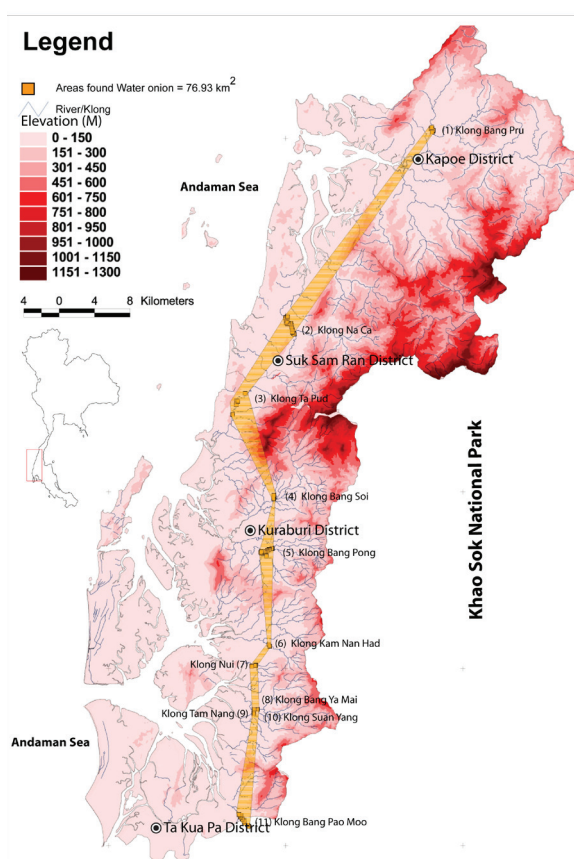 Legend
Areas found Water onion = 76.93 km2
River/Klong
Elevation (M)
0 - 150
151 - 300
301 - 450
451 - 600
601 - 750
751 - 800
801 - 950
951 - 1000
1001 - 1150
1151 - 1300
4 0 4 8 Kilometers
Andaman Sea
(1) Klong Bang Pru
Kapoe District
(2) Klong Na Ca
Suk Sam Ran District
(3) Klong Ta Pud
Khao Sok National Park
(4) Klong Bang Soi
Kuraburi District
(5) Klong Bang Pong
(6) Klong Kam Nan Had
Klong Nui (7)
(8) Klong Bang Ya Mai
Klong Tam Nang (9)
(10) Klong Suan Yang
Andaman Sea
(11) Klong Bang Pao Moo
Ta Kua Pa District